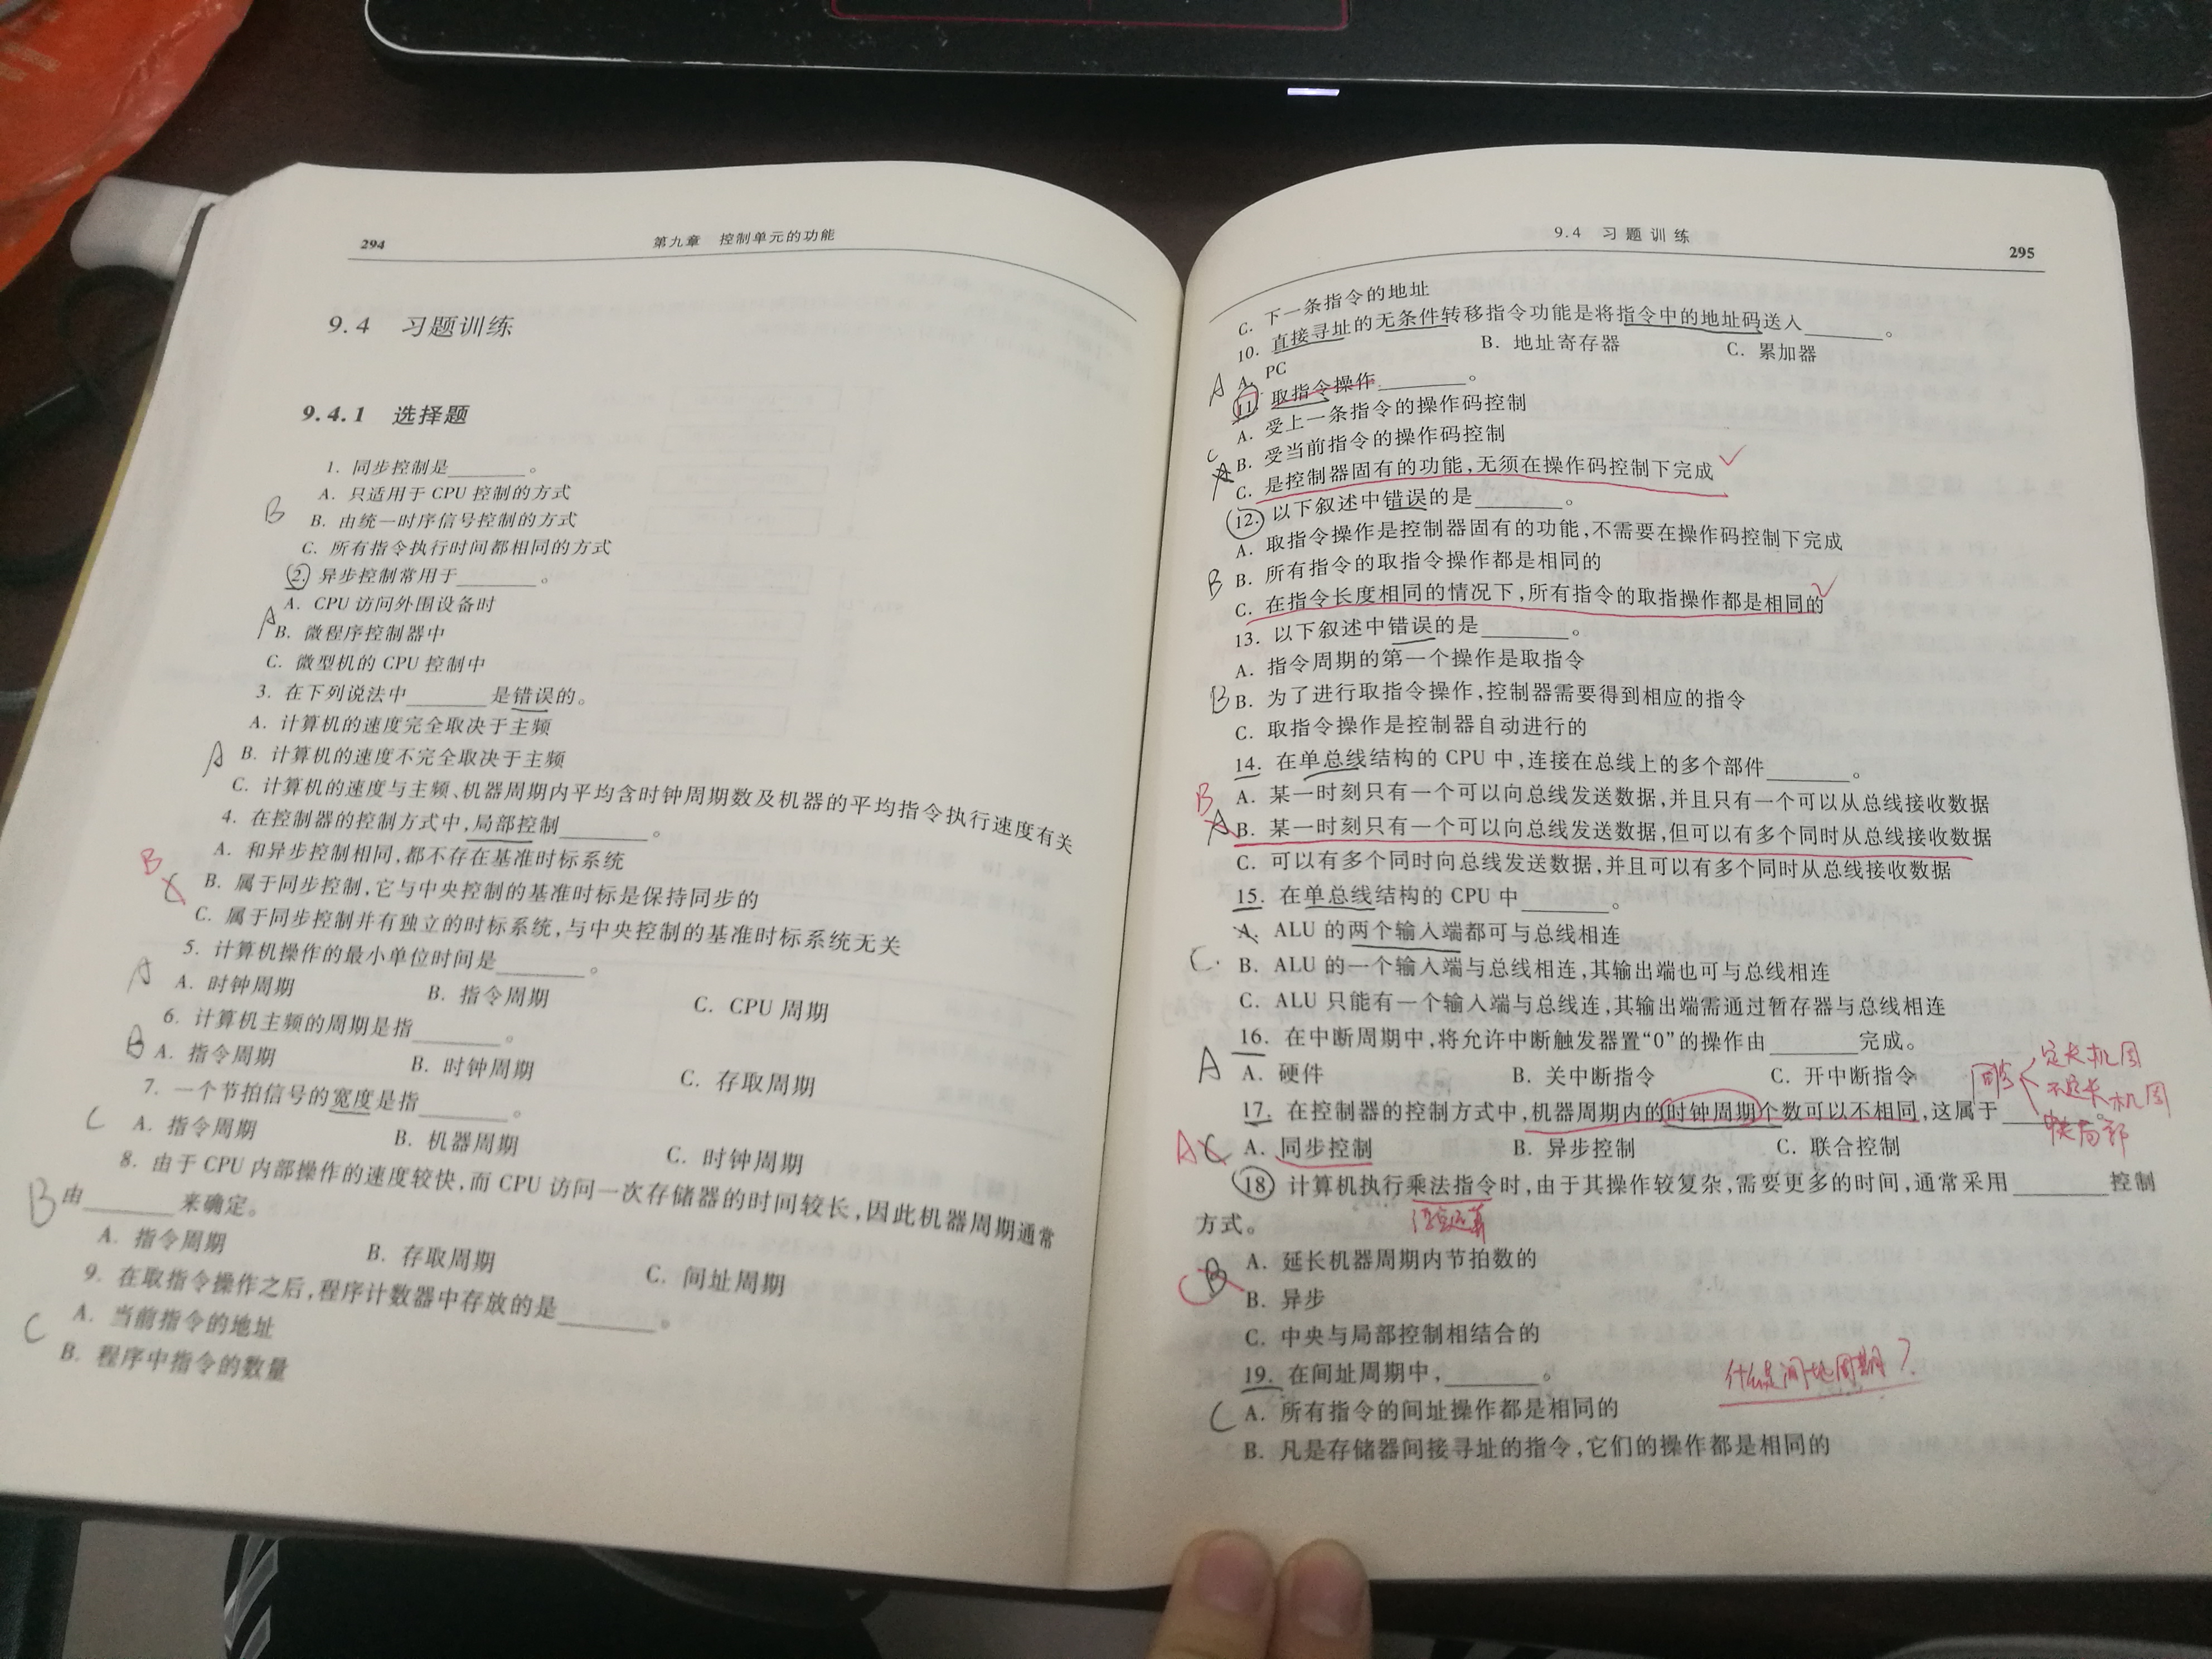 294
第九章 控制单元的功能
9.4 习题训练
9.4.1 选择题
1. 同步控制是________。
A. 只适用于 CPU 控制的方式
B
B. 由统一时序信号控制的方式
C. 所有指令执行时间都相同的方式
2. 异步控制常用于________。
A. CPU 访问外围设备时
A
B. 微程序控制器中
C. 微型机的 CPU 控制中
3. 在下列说法中________是错误的。
A. 计算机的速度完全取决于主频
A
B. 计算机的速度不完全取决于主频
C. 计算机的速度与主频、机器周期内平均含时钟周期数及机器的平均指令执行速度有关
4. 在控制器的控制方式中,局部控制________。
A. 和异步控制相同,都不存在基准时标系统
B
C
B. 属于同步控制,它与中央控制的基准时标是保持同步的
C. 属于同步控制并有独立的时标系统,与中央控制的基准时标系统无关
5. 计算机操作的最小单位时间是________。
A
A. 时钟周期 B. 指令周期 C. CPU 周期
6. 计算机主频的周期是指________。
B
A. 指令周期 B. 时钟周期 C. 存取周期
7. 一个节拍信号的宽度是指________。
C
A. 指令周期 B. 机器周期 C. 时钟周期
8. 由于 CPU 内部操作的速度较快,而 CPU 访问一次存储器的时间较长,因此机器周期通常
B
由________来确定。
A. 指令周期 B. 存取周期 C. 间址周期
9. 在取指令操作之后,程序计数器中存放的是________。
A. 当前指令的地址
C
B. 程序中指令的数量
9.4 习题训练
295
C. 下一条指令的地址
10. 直接寻址的无条件转移指令功能是将指令中的地址码送入________。
A
A. PC B. 地址寄存器 C. 累加器
11. 取指令操作________。
A. 受上一条指令的操作码控制
B. 受当前指令的操作码控制
C
A
C. 是控制器固有的功能,无须在操作码控制下完成
12. 以下叙述中错误的是________。
A. 取指令操作是控制器固有的功能,不需要在操作码控制下完成
B
B. 所有指令的取指令操作都是相同的
C. 在指令长度相同的情况下,所有指令的取指操作都是相同的
13. 以下叙述中错误的是________。
A. 指令周期的第一个操作是取指令
B
B. 为了进行取指令操作,控制器需要得到相应的指令
C. 取指令操作是控制器自动进行的
14. 在单总线结构的 CPU 中,连接在总线上的多个部件________。
B
A. 某一时刻只有一个可以向总线发送数据,并且只有一个可以从总线接收数据
A
B. 某一时刻只有一个可以向总线发送数据,但可以有多个同时从总线接收数据
C. 可以有多个同时向总线发送数据,并且可以有多个同时从总线接收数据
15. 在单总线结构的 CPU 中________。
A. ALU 的两个输入端都可与总线相连
C.
B. ALU 的一个输入端与总线相连,其输出端也可与总线相连
C. ALU 只能有一个输入端与总线连,其输出端需通过暂存器与总线相连
16. 在中断周期中,将允许中断触发器置“0”的操作由________完成。
A
A. 硬件 B. 关中断指令 C. 开中断指令
同步
定长机周
不定长机周
中央局部
17. 在控制器的控制方式中,机器周期内的时钟周期个数可以不相同,这属于________
A C
A. 同步控制 B. 异步控制 C. 联合控制
18. 计算机执行乘法指令时,由于其操作较复杂,需要更多的时间,通常采用________控制
方式。
A. 延长机器周期内节拍数的
C B
B. 异步
C. 中央与局部控制相结合的
19. 在间址周期中,________。
什么是间址周期?
C
A. 所有指令的间址操作都是相同的
B. 凡是存储器间接寻址的指令,它们的操作都是相同的